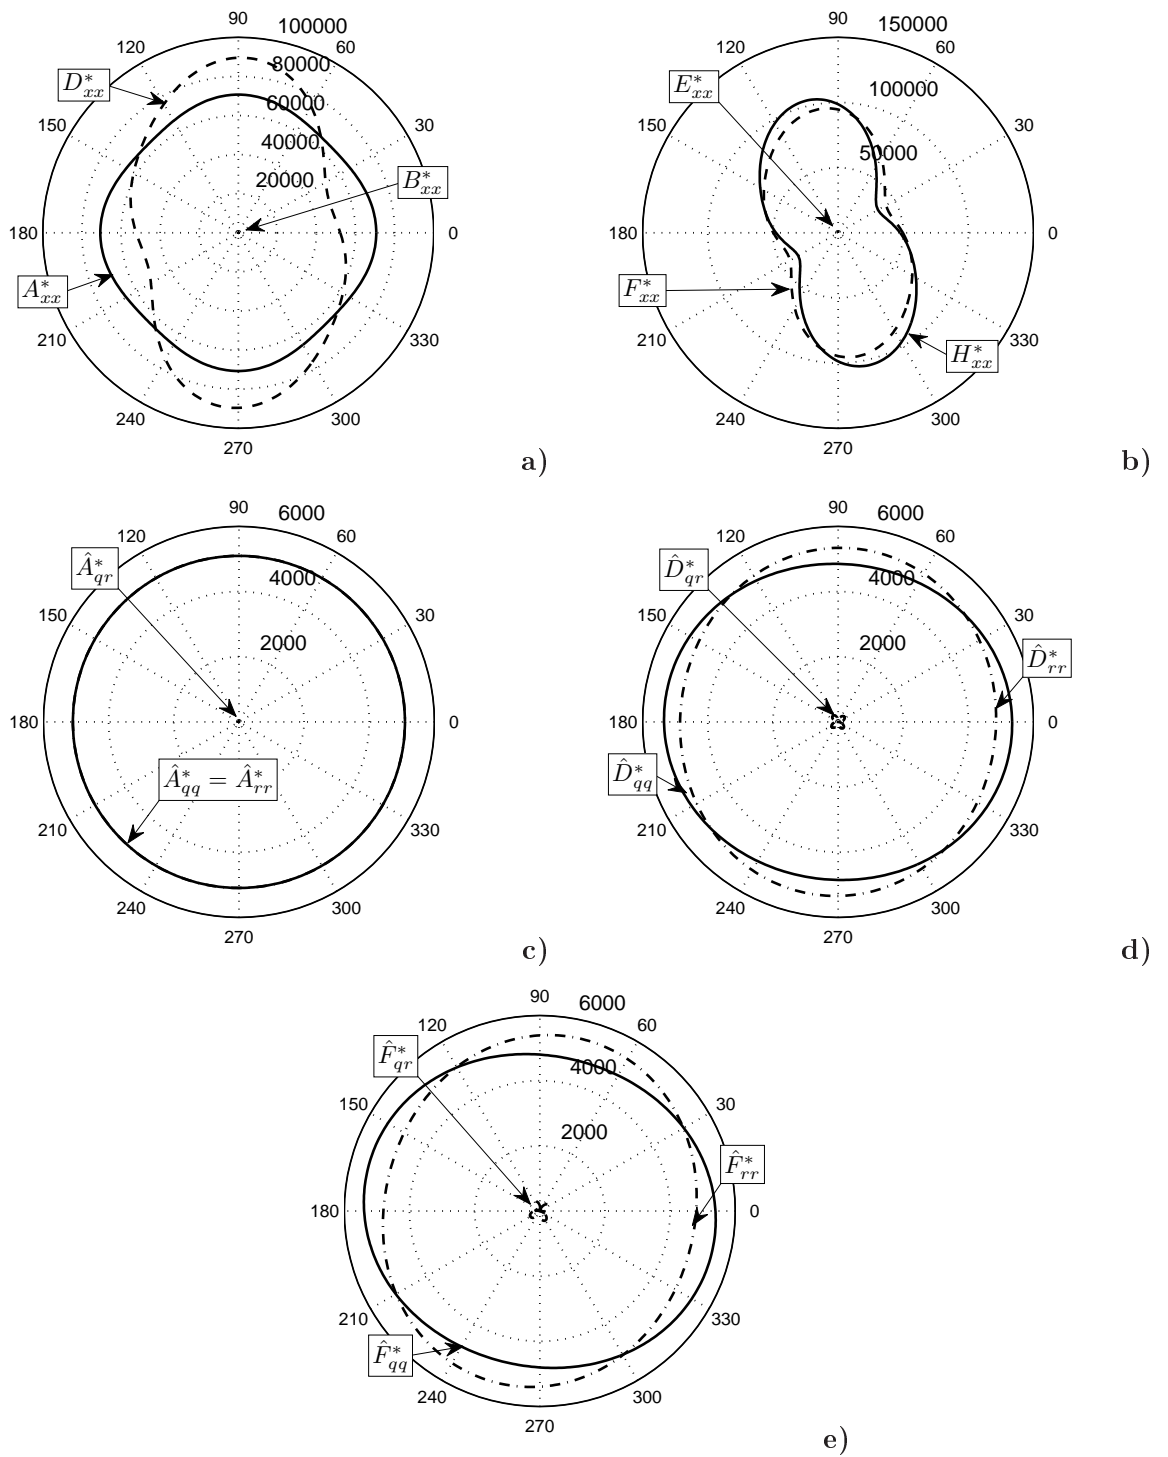 90 100000
120 60
80000
D*xx
60000
150 30
40000
20000
B*xx
180 0
A*xx
210 330
240 300
270
a)
90 150000
120 60
E*xx
100000
150 30
50000
180 0
F*xx
210 330
H*xx
240 300
270
b)
90 6000
120 60
Â*qr
4000
150 30
2000
180 0
Â*qq = Â*rr
210 330
240 300
270
c)
90 6000
120 60
D̂*qr
4000
150 30
2000
D̂*rr
180 0
D̂*qq
210 330
240 300
270
d)
90 6000
120 60
F̂*qr
4000
150 30
2000
F̂*rr
180 0
210 330
F̂*qq
240 300
270
e)